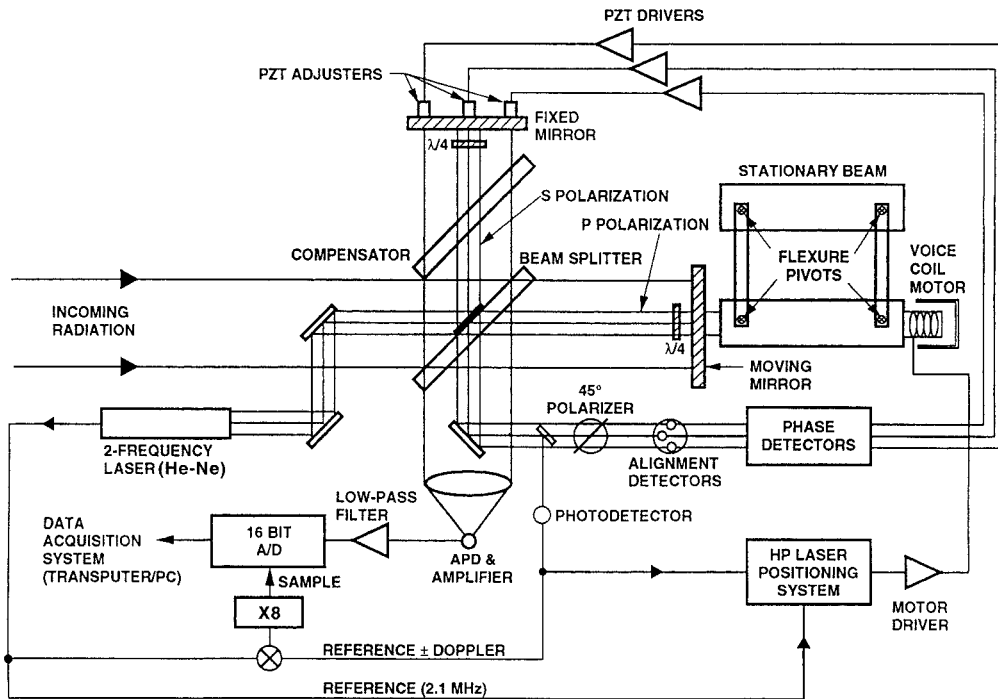 PZT DRIVERS
PZT ADJUSTERS
FIXED
MIRROR
λ/4
STATIONARY BEAM
S POLARIZATION
P POLARIZATION
COMPENSATOR
BEAM SPLITTER
FLEXURE
PIVOTS
VOICE
COIL
MOTOR
INCOMING
RADIATION
λ/4
MOVING
MIRROR
45°
POLARIZER
2-FREQUENCY
LASER (He-Ne)
PHASE
DETECTORS
ALIGNMENT
DETECTORS
LOW-PASS
FILTER
PHOTODETECTOR
DATA
ACQUISITION
SYSTEM
(TRANSPUTER/PC)
16 BIT
A/D
APD &
AMPLIFIER
SAMPLE
HP LASER
POSITIONING
SYSTEM
X8
MOTOR
DRIVER
REFERENCE ± DOPPLER
REFERENCE (2.1 MHz)